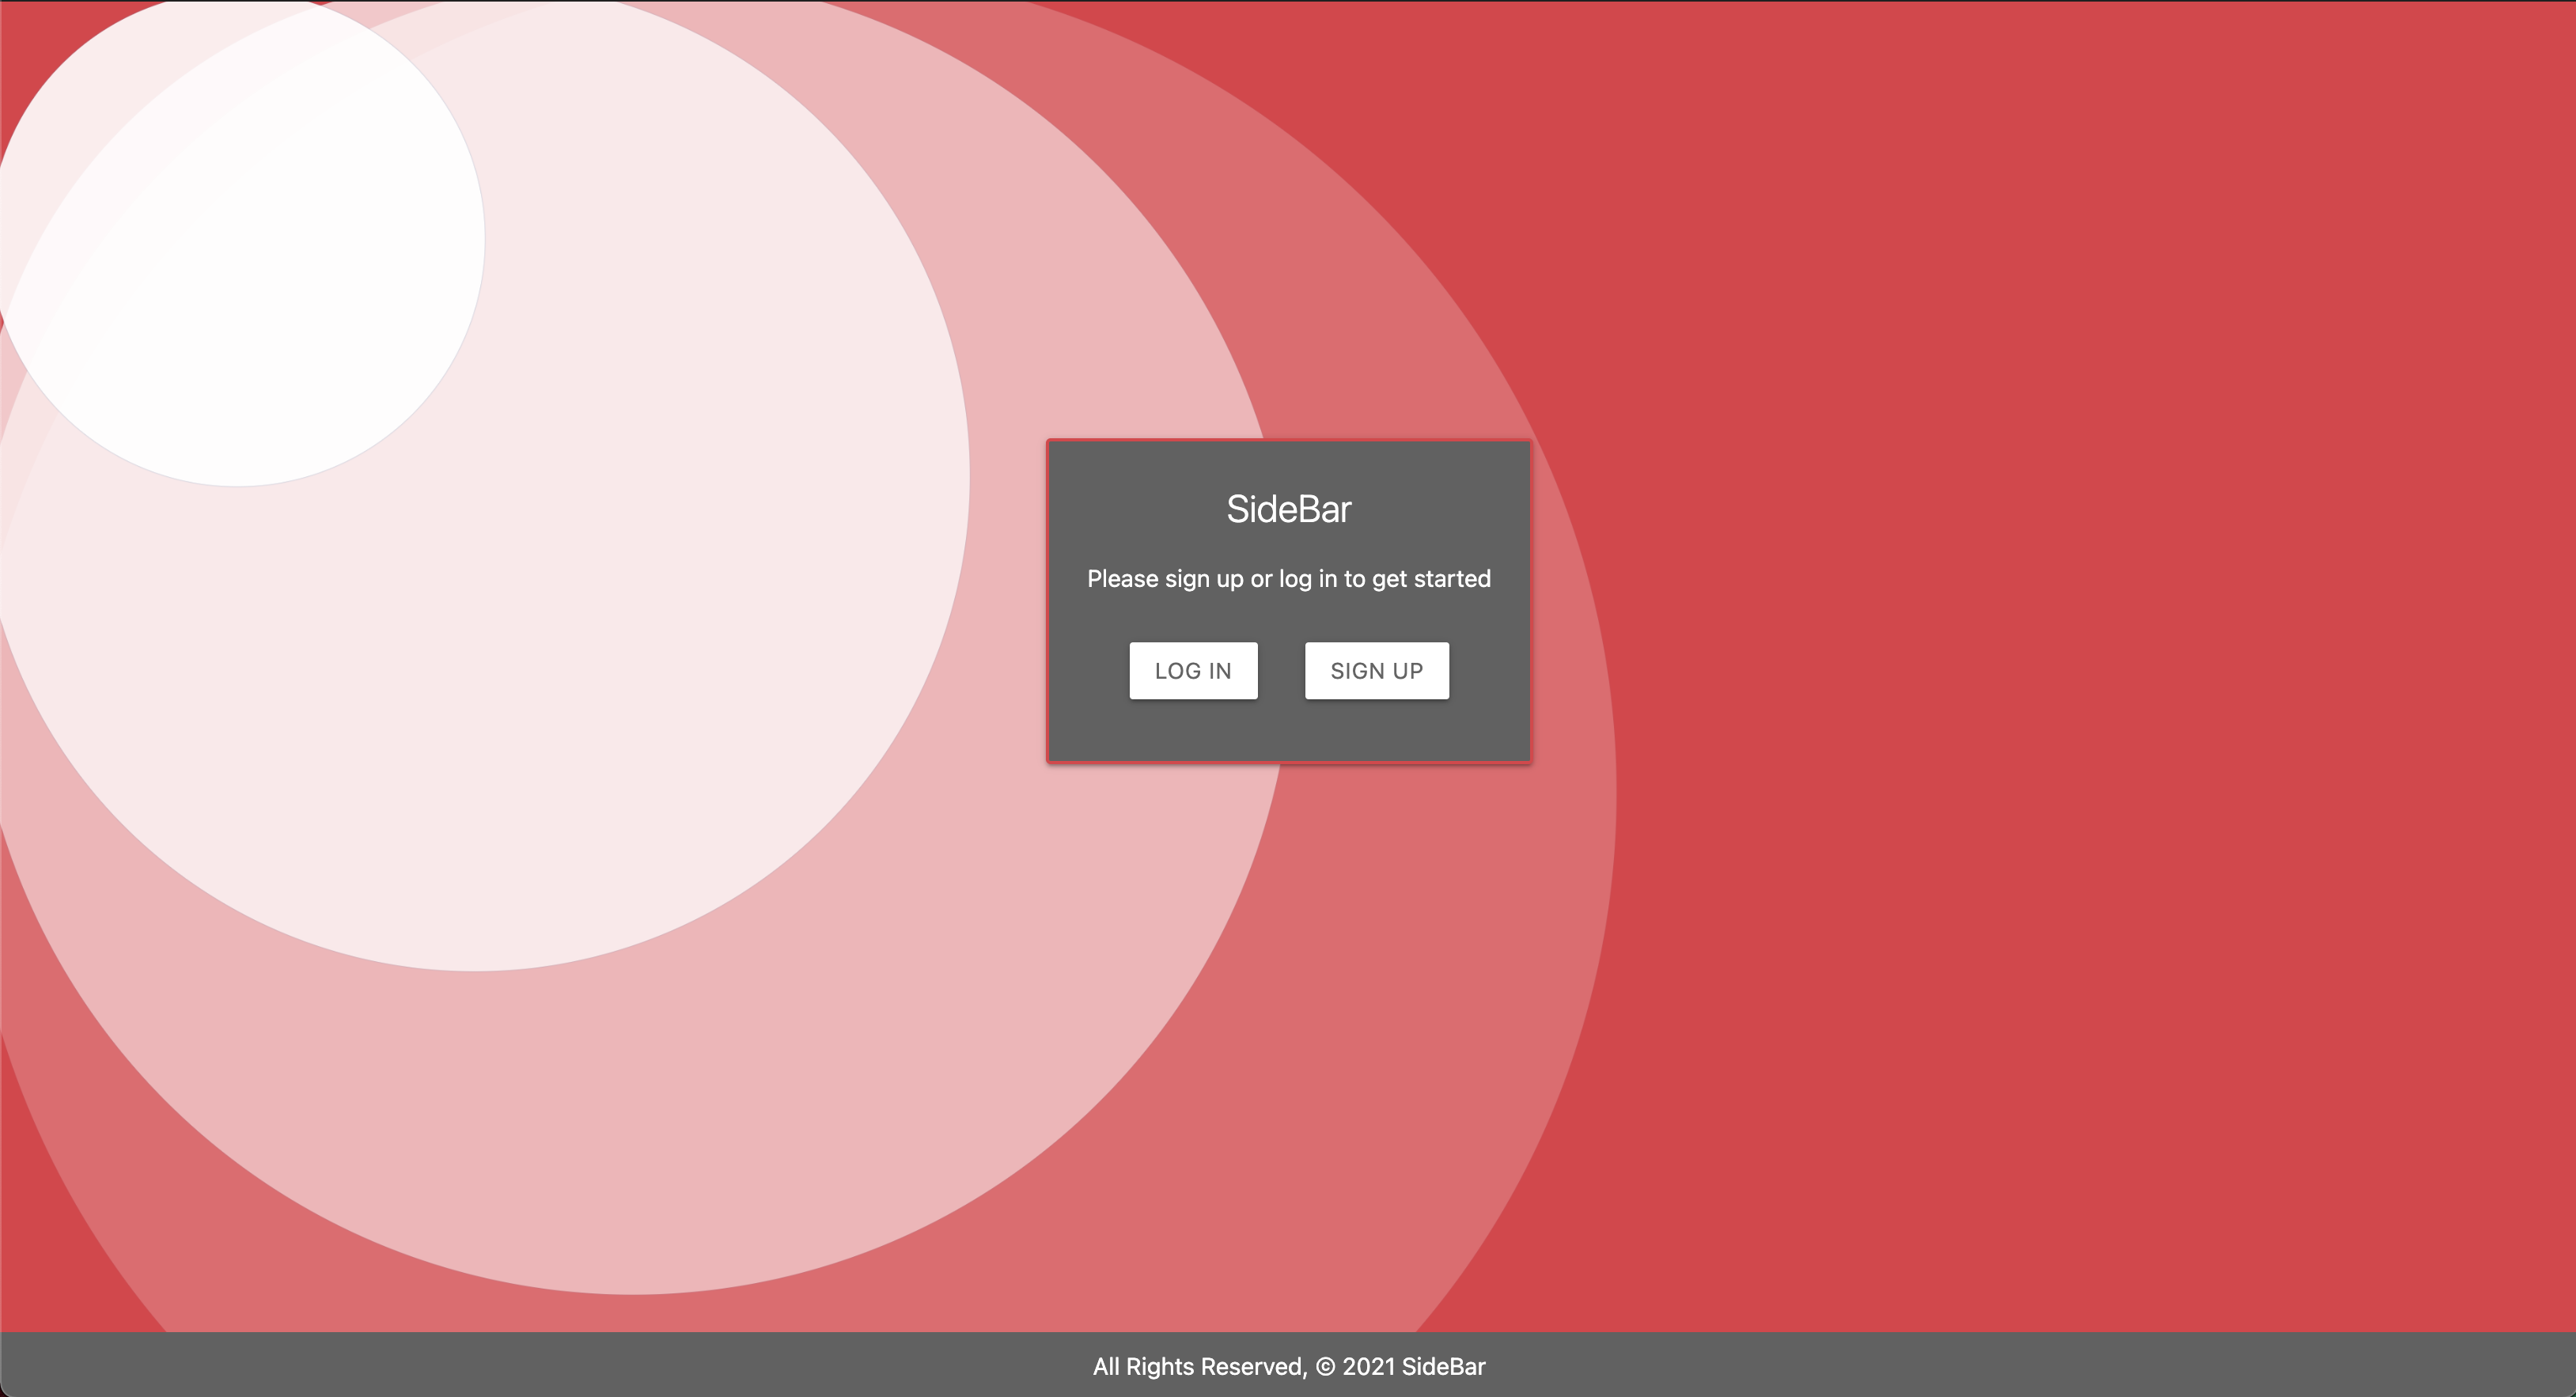 SideBar
Please sign up or log in to get started
LOG IN SIGN UP
All Rights Reserved, © 2021 SideBar